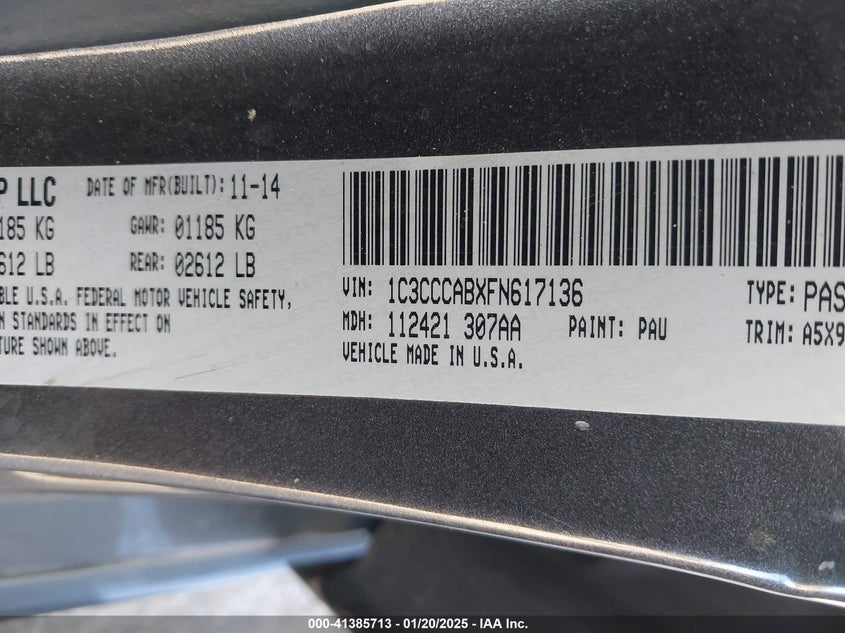 P LLC DATE OF MFR(BUILT): 11-14
185 KG GAWR: 01185 KG
612 LB REAR: 02612 LB
BLE U.S.A. FEDERAL MOTOR VEHICLE SAFETY,
N STANDARDS IN EFFECT ON
TURE SHOWN ABOVE.
VIN: 1C3CCCABXFN617136 TYPE: PAS
MDH: 112421 307AA PAINT: PAU TRIM: A5X9
VEHICLE MADE IN U.S.A.
000-41385713 - 01/20/2025 - IAA Inc.